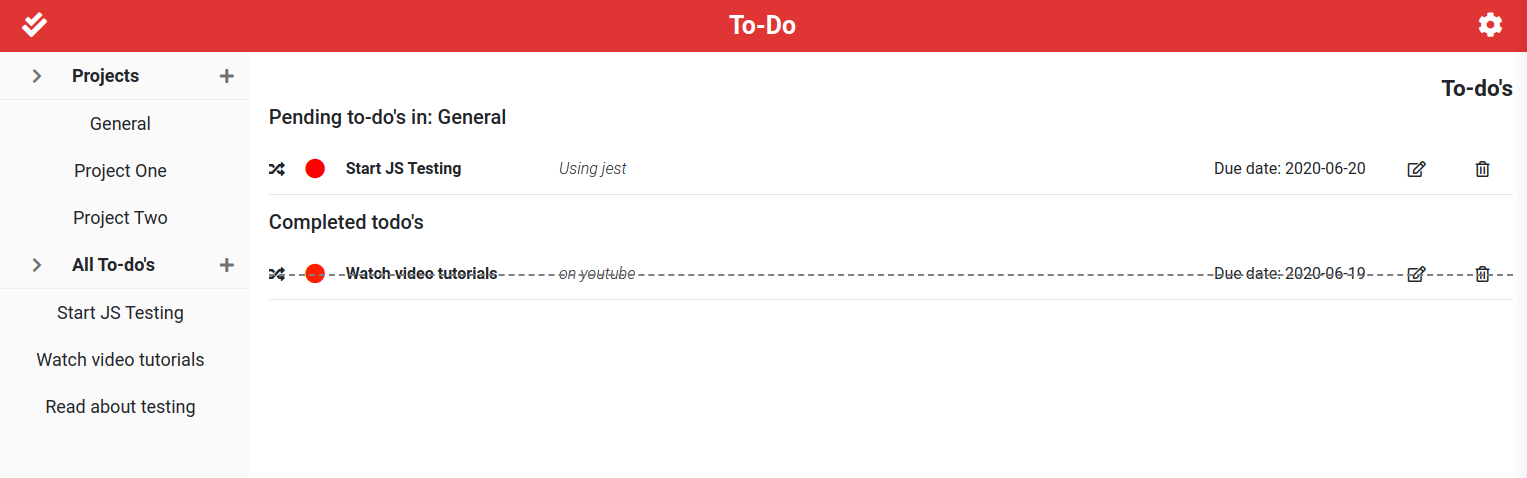 To-Do
Projects
General
Project One
Project Two
All To-do's
Start JS Testing
Watch video tutorials
Read about testing
To-do's
Pending to-do's in: General
Start JS Testing Using jest Due date: 2020-06-20
Completed todo's
Watch video tutorials on youtube Due date: 2020-06-19